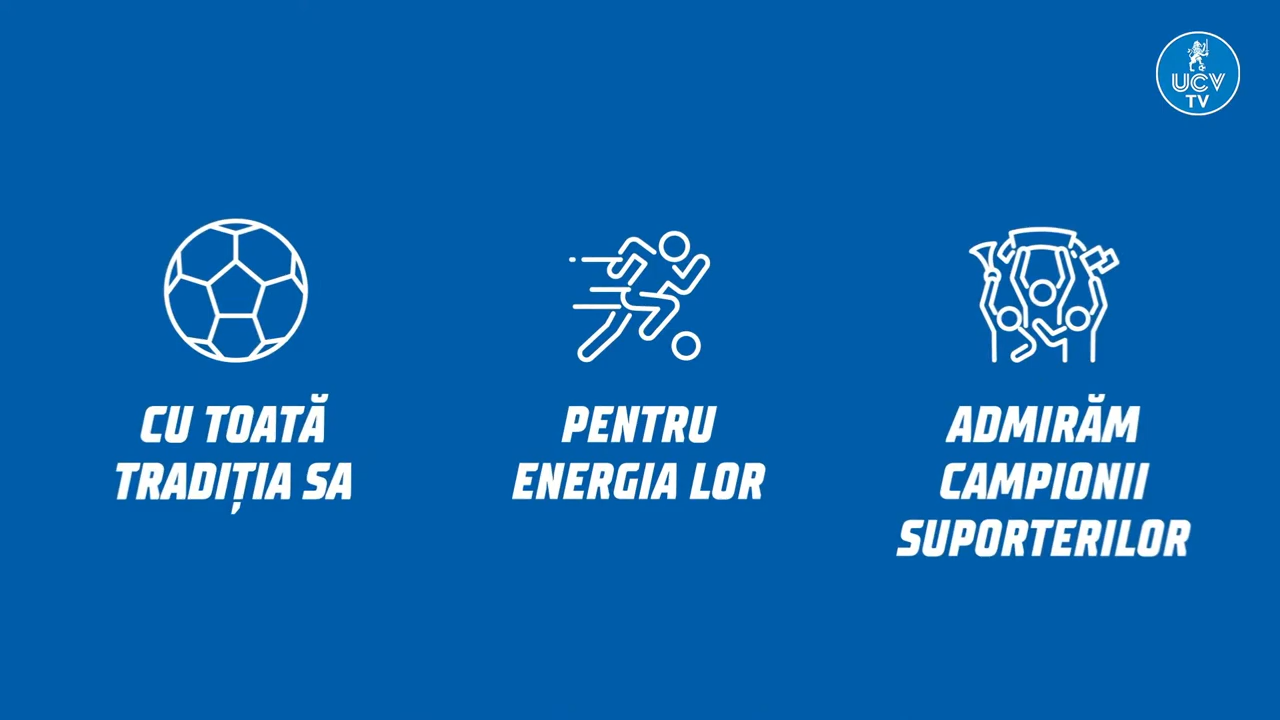 UCV
TV
CU TOATĂ
TRADIȚIA SA
PENTRU
ENERGIA LOR
ADMIRĂM
CAMPIONII
SUPORTERILOR